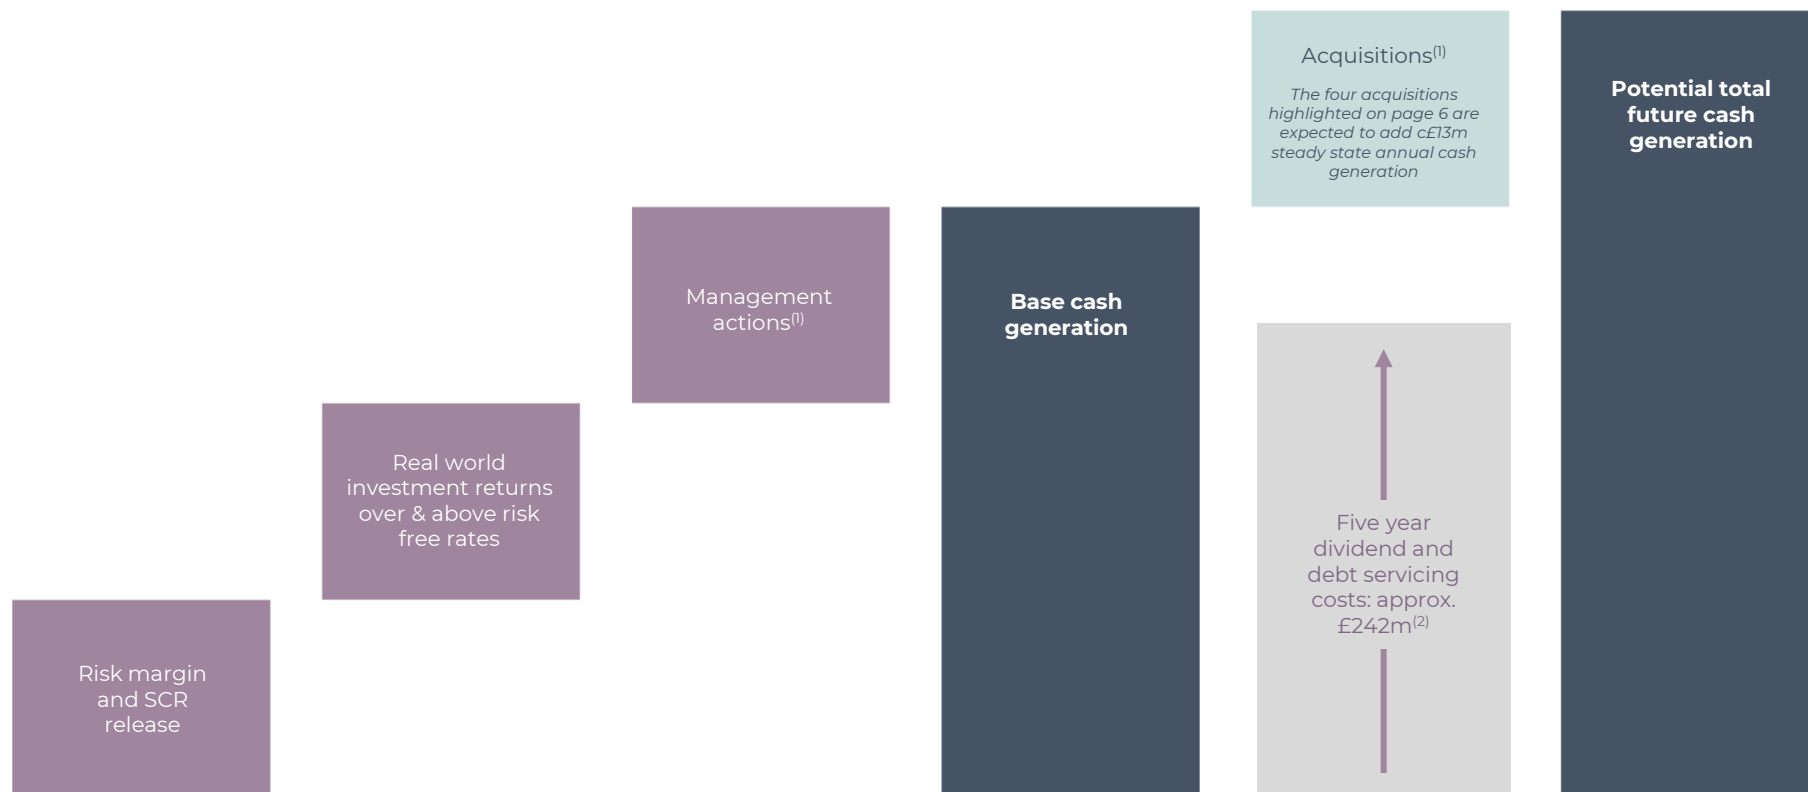 Risk margin
and SCR
release
Real world
investment returns
over & above risk
free rates
Management
actions(1)
Base cash
generation
Acquisitions(1)
The four acquisitions
highlighted on page 6 are
expected to add c£13m
steady state annual cash
generation
Five year
dividend and
debt servicing
costs: approx.
£242m(2)
Potential total
future cash
generation